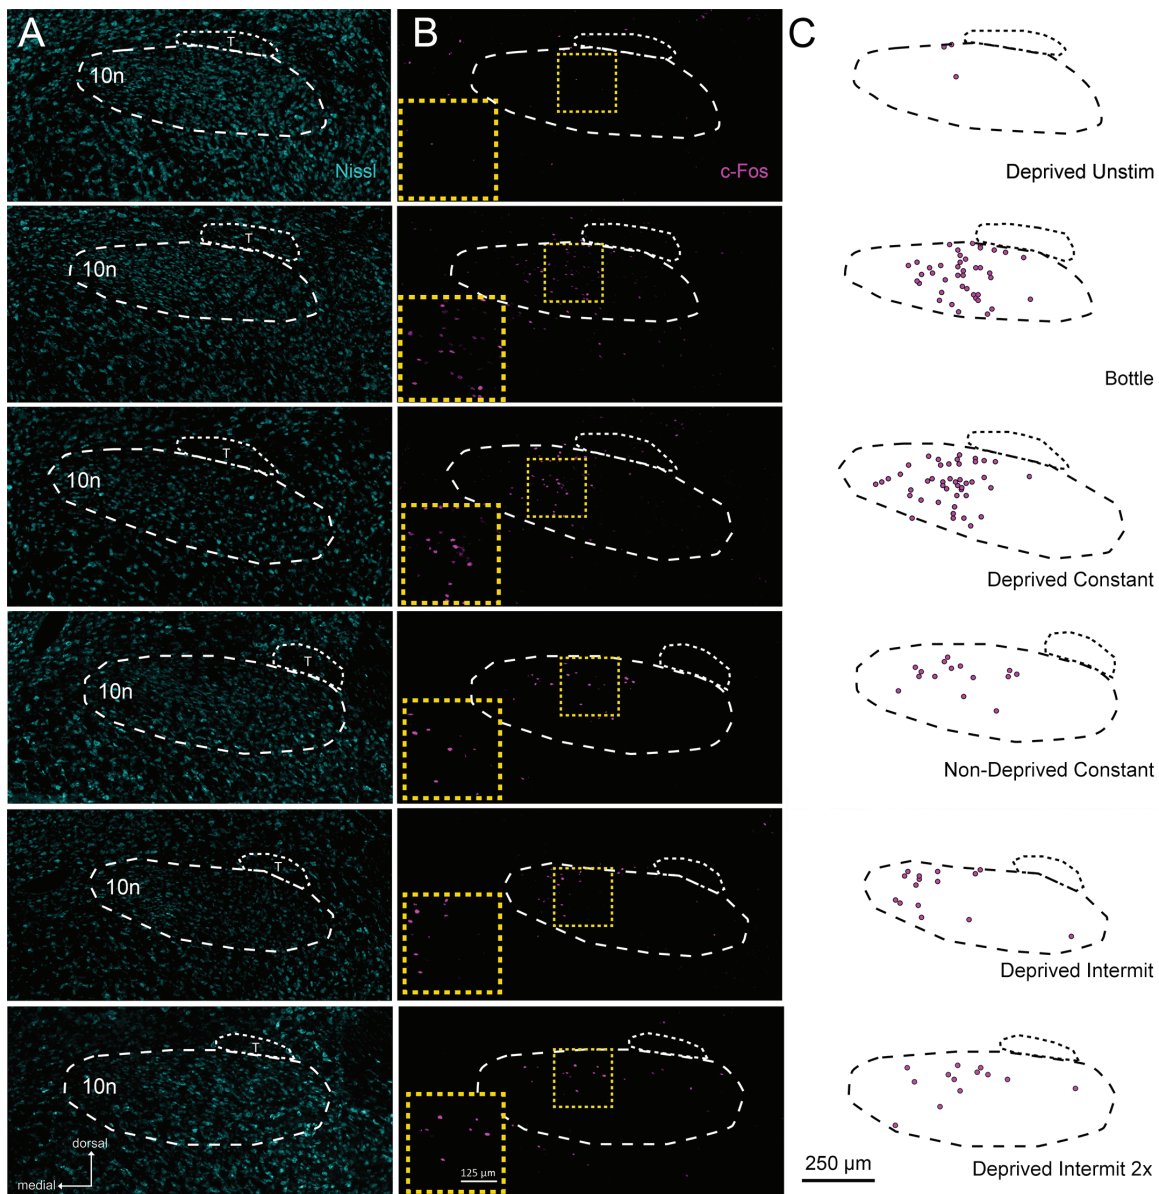 A B C
T
10n
Nissl
c-Fos
Deprived Unstim
T
10n
Bottle
T
10n
Deprived Constant
T
10n
Non-Deprived Constant
T
10n
Deprived Intermit
T
10n
dorsal
medial
125 µm
250 µm
Deprived Intermit 2x